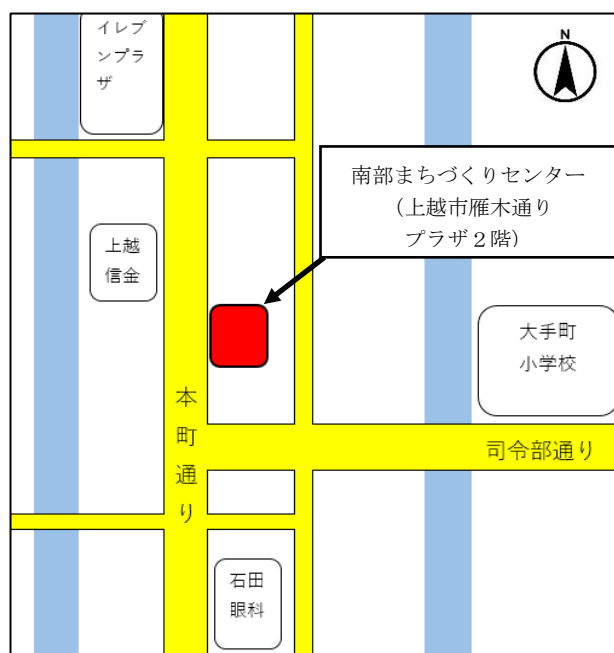 イレブ
ンプラ
ザ
N
南部まちづくりセンター
（上越市雁木通り
プラザ２階）
上越
信金
大手町
小学校
本町通り
司令部通り
石田
眼科